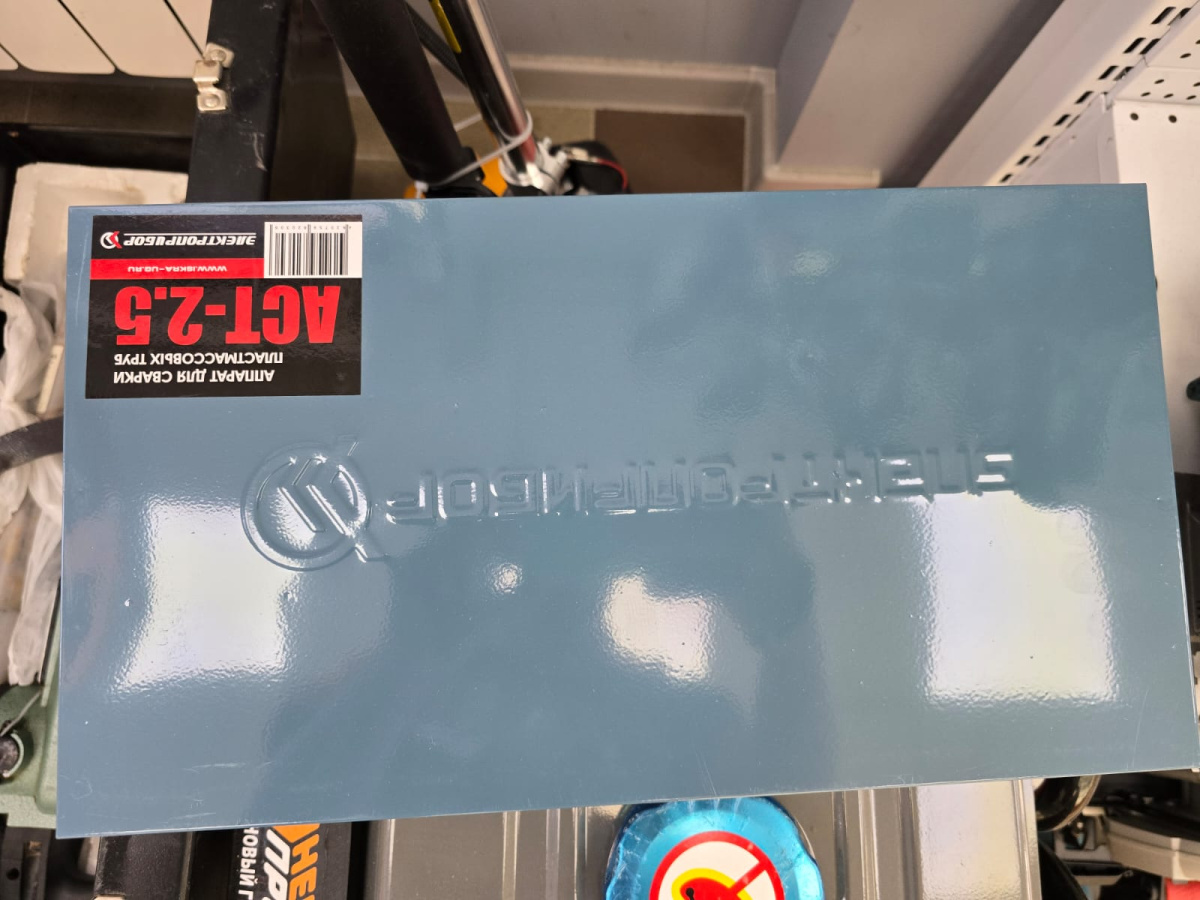 АППАРАТ ДЛЯ СВАРКИ
ПЛАСТМАССОВЫХ ТРУБ
АСТ-2.5
WWW.ISKRA-UG.RU
ЭЛЕКТРОПРИБОР
ЭЛЕКТРОПРИБОР